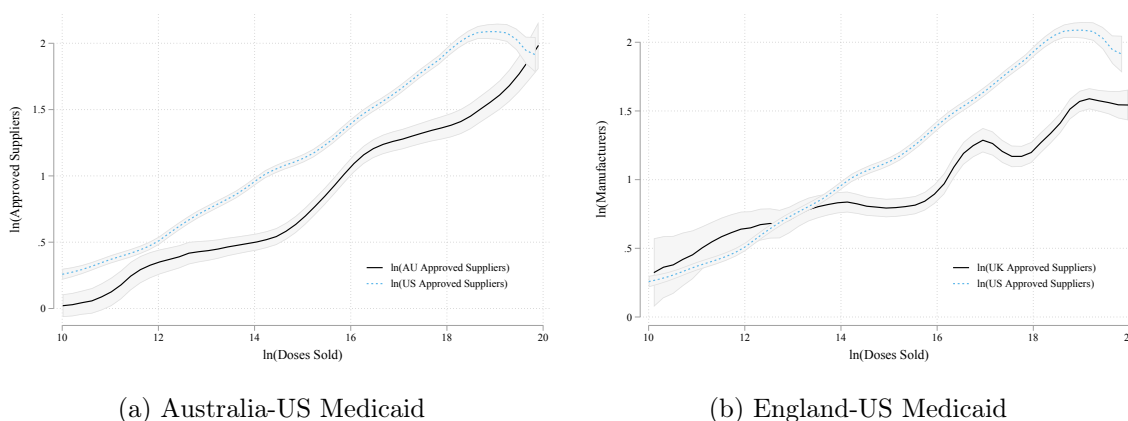 ln(Approved Suppliers)
2
1.5
1
.5
0
10
12
14
16
18
20
ln(Doses Sold)
ln(AU Approved Suppliers)
ln(US Approved Suppliers)
(a) Australia-US Medicaid
ln(Manufacturers)
2
1.5
1
.5
0
10
12
14
16
18
ln(Doses Sold)
ln(UK Approved Suppliers)
ln(US Approved Suppliers)
(b) England-US Medicaid